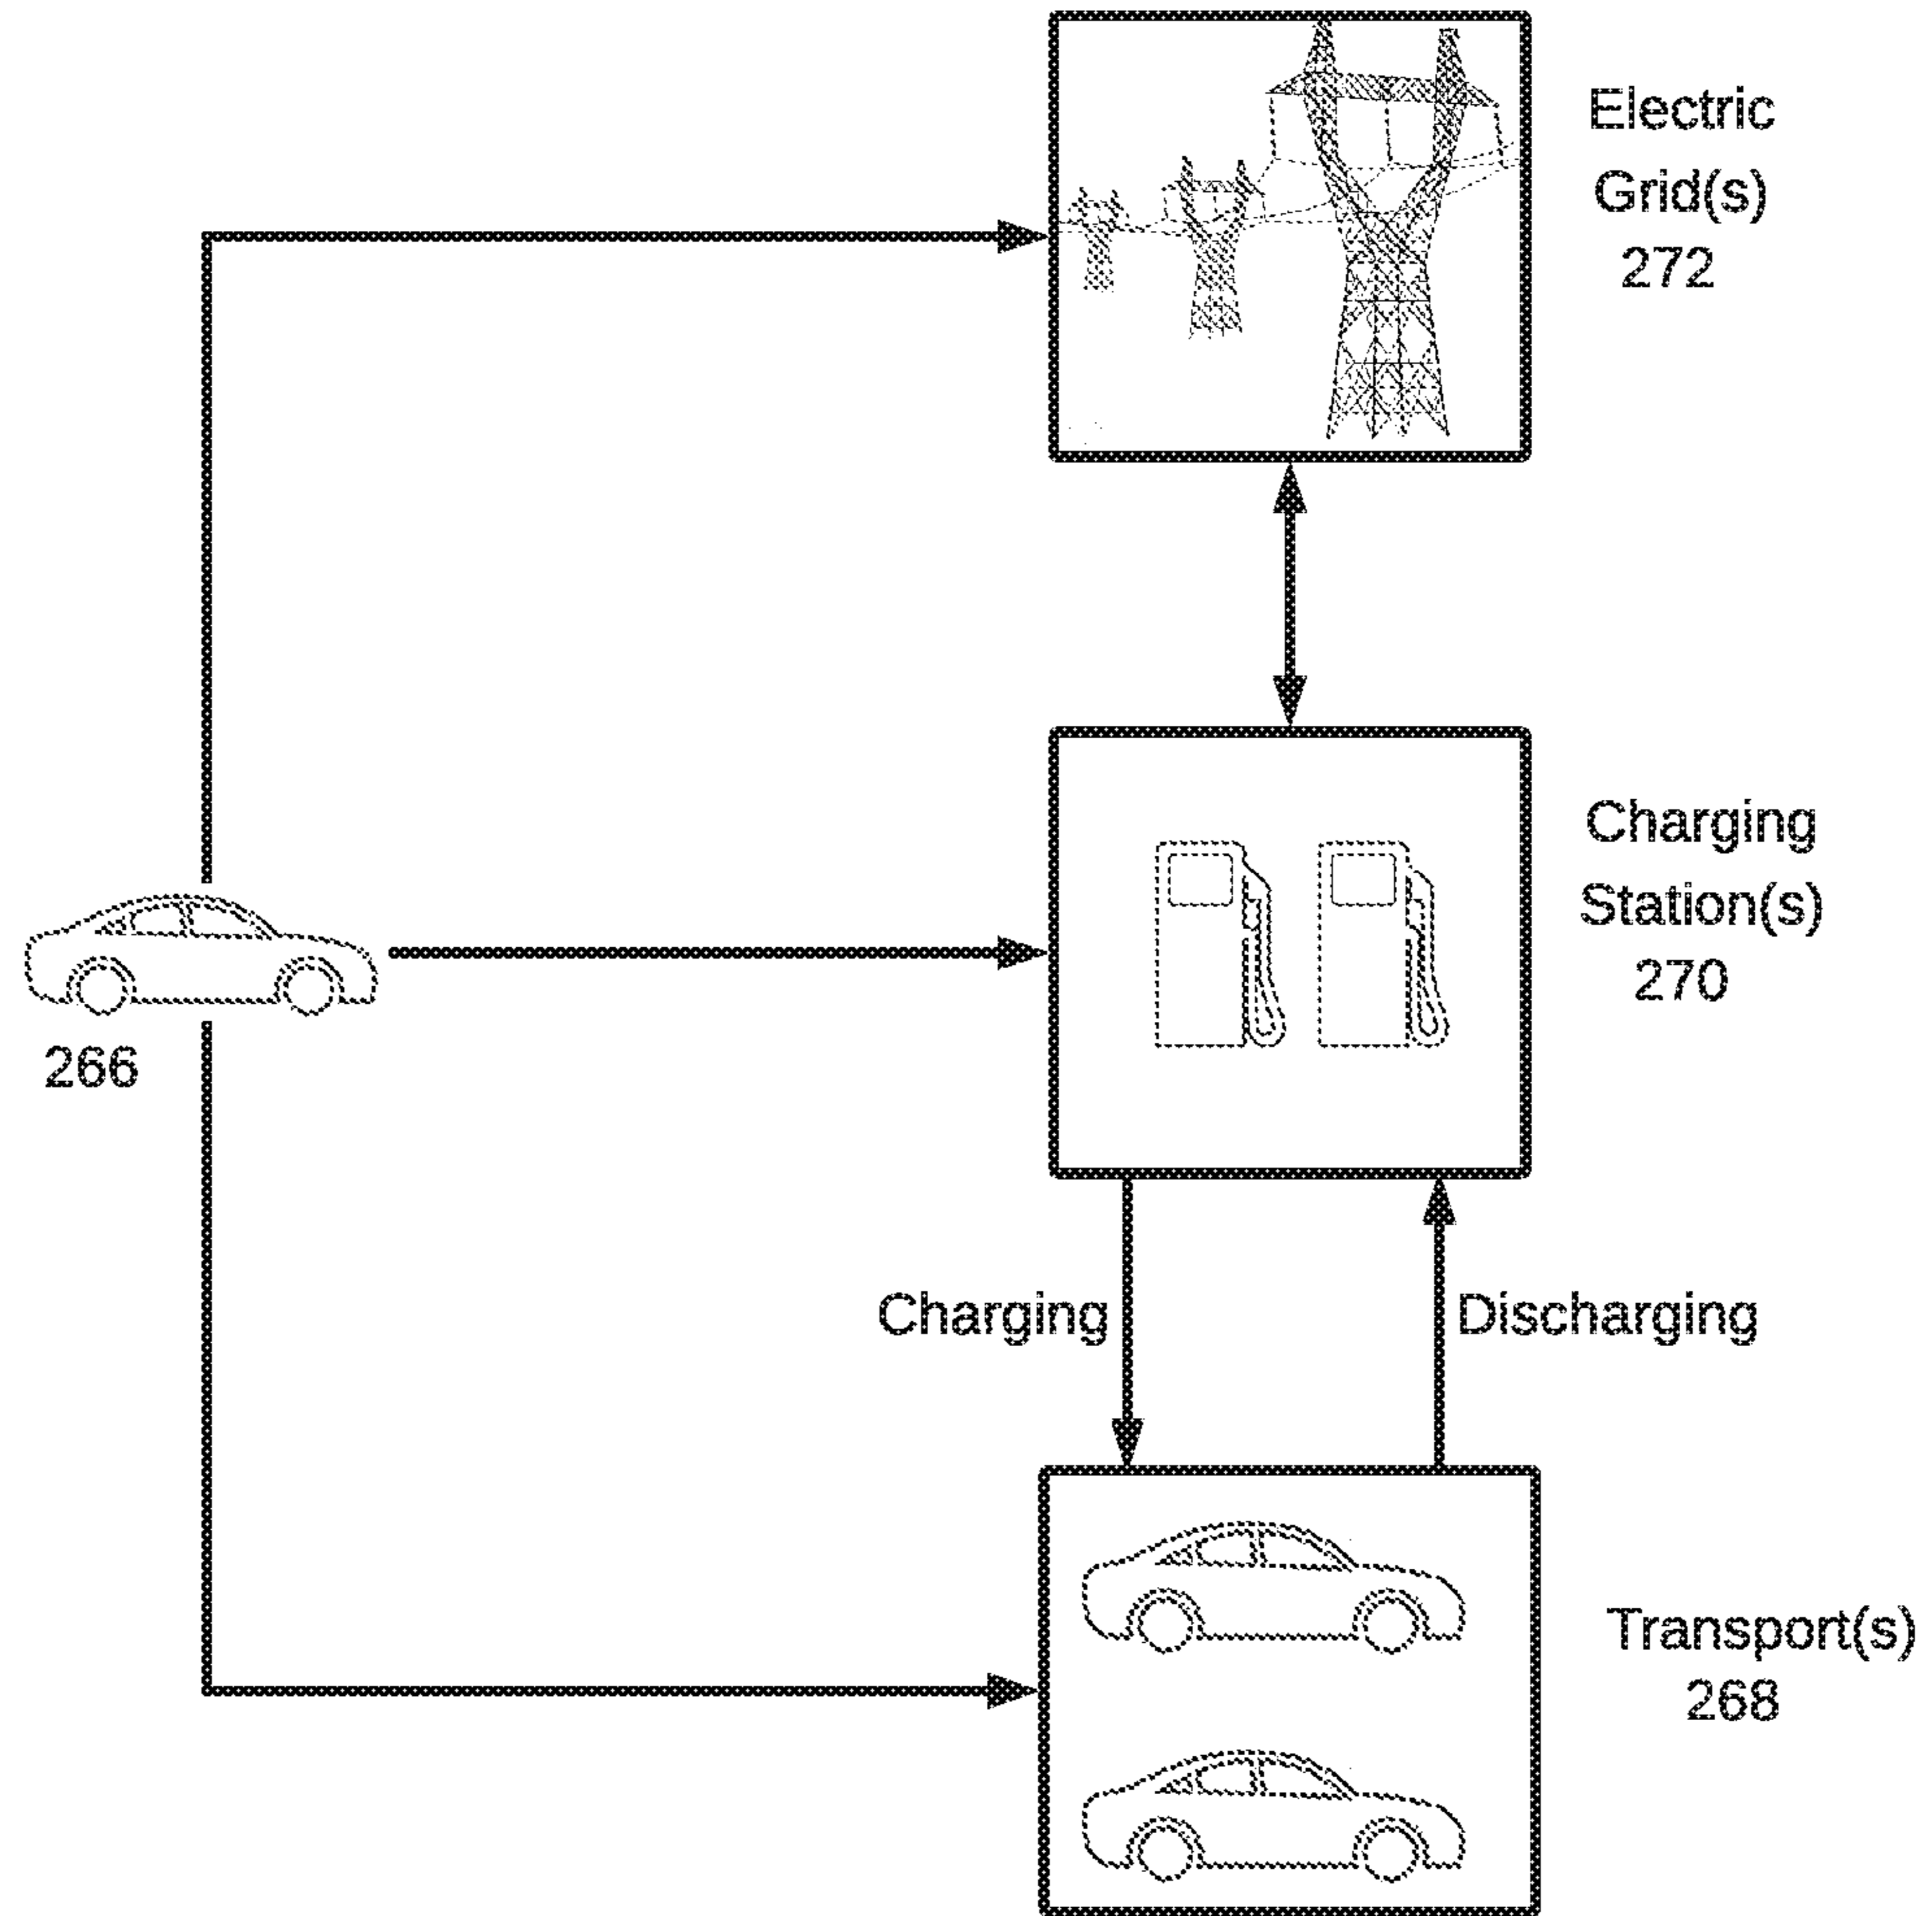 Electric
Grid(s)
272
Charging
Station(s)
270
266
Charging
Discharging
Transport(s)
268